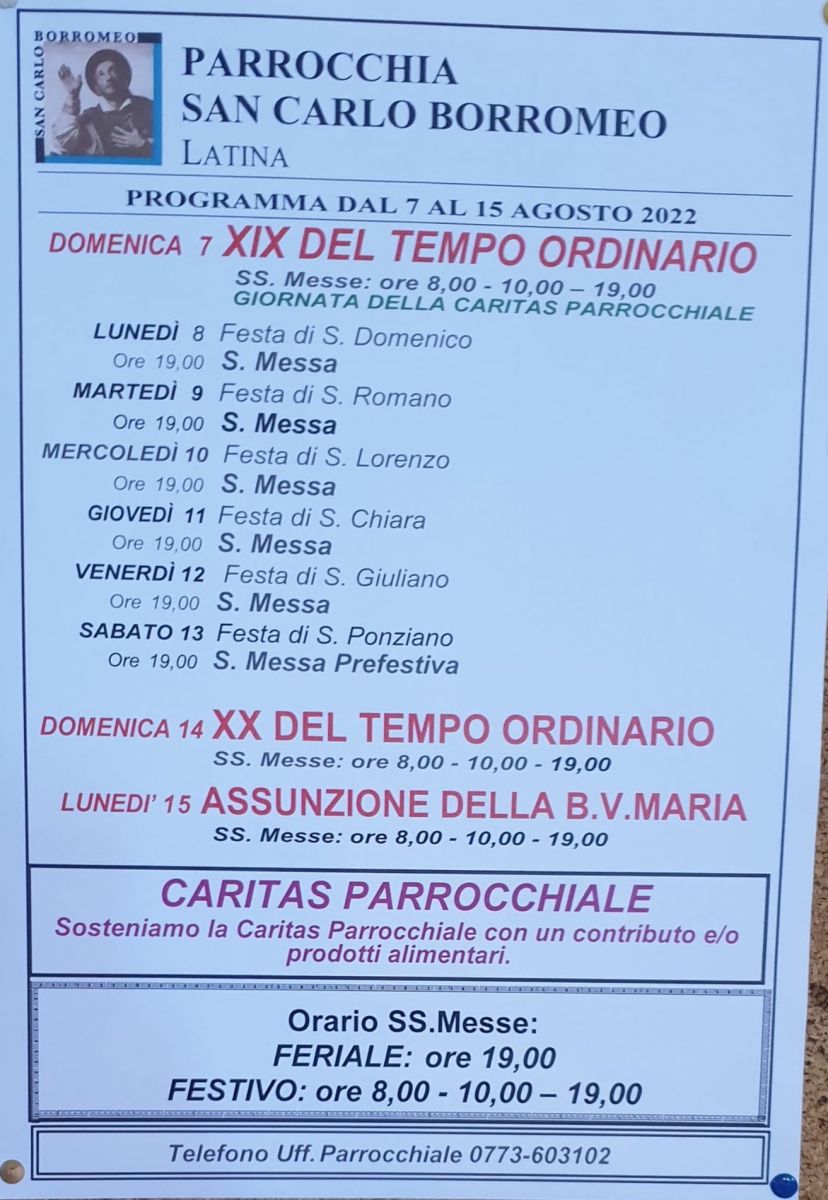 BORROMEO
SAN CARLO
PARROCCHIA
SAN CARLO BORROMEO
LATINA
PROGRAMMA DAL 7 AL 15 AGOSTO 2022
DOMENICA 7 XIX DEL TEMPO ORDINARIO
SS. Messe: ore 8,00 - 10,00 – 19,00
GIORNATA DELLA CARITAS PARROCCHIALE
LUNEDÌ 8 Festa di S. Domenico
Ore 19,00 S. Messa
MARTEDÌ 9 Festa di S. Romano
Ore 19,00 S. Messa
MERCOLEDÌ 10 Festa di S. Lorenzo
Ore 19,00 S. Messa
GIOVEDÌ 11 Festa di S. Chiara
Ore 19,00 S. Messa
VENERDÌ 12 Festa di S. Giuliano
Ore 19,00 S. Messa
SABATO 13 Festa di S. Ponziano
Ore 19,00 S. Messa Prefestiva
DOMENICA 14 XX DEL TEMPO ORDINARIO
SS. Messe: ore 8,00 - 10,00 - 19,00
LUNEDI’ 15 ASSUNZIONE DELLA B.V.MARIA
SS. Messe: ore 8,00 - 10,00 - 19,00
CARITAS PARROCCHIALE
Sosteniamo la Caritas Parrocchiale con un contributo e/o
prodotti alimentari.
Orario SS.Messe:
FERIALE: ore 19,00
FESTIVO: ore 8,00 - 10,00 – 19,00
Telefono Uff. Parrocchiale 0773-603102